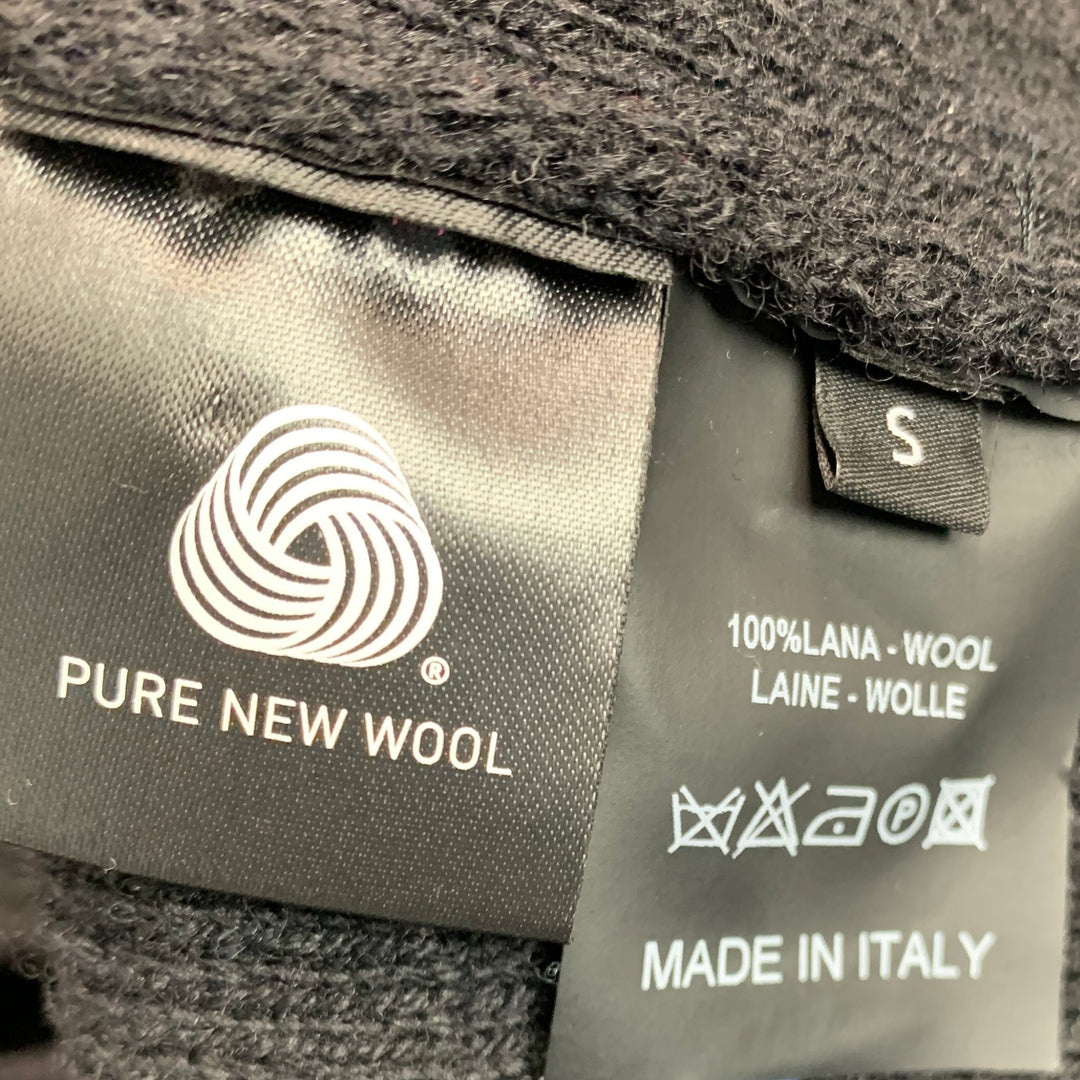 ®
PURE NEW WOOL
S
100%LANA - WOOL
LAINE - WOLLE
P
MADE IN ITALY